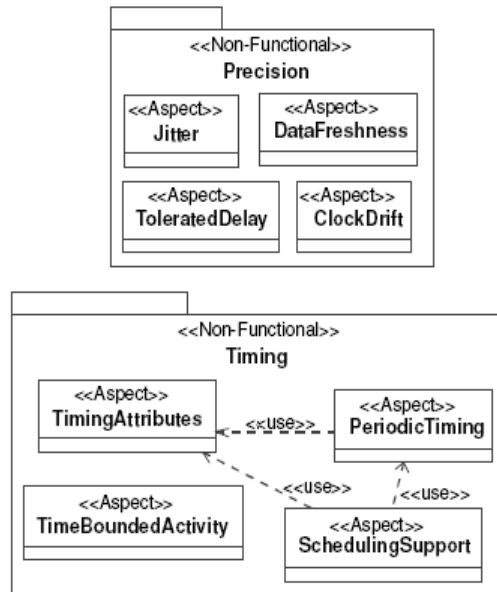 <<Non-Functional>>
Precision
<<Aspect>>
Jitter
<<Aspect>>
DataFreshness
<<Aspect>>
ToleratedDelay
<<Aspect>>
ClockDrift
<<Non-Functional>>
Timing
<<Aspect>>
TimingAttributes
<<use>>
<<Aspect>>
PeriodicTiming
<<use>>
<<use>>
<<Aspect>>
TimeBoundedActivity
<<Aspect>>
SchedulingSupport